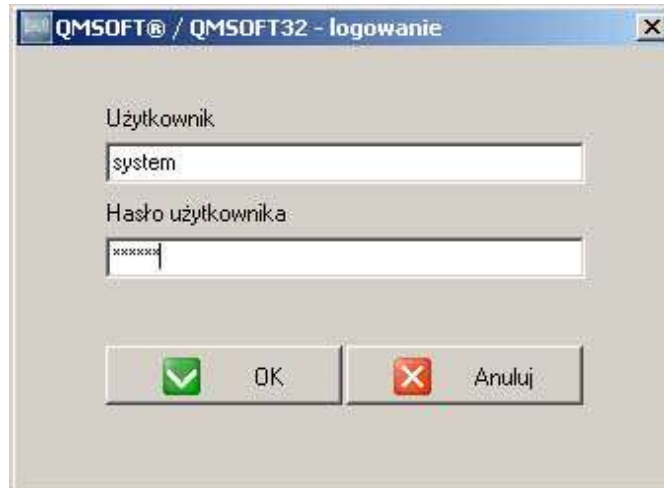 QMSOFT® / QMSOFT32 - logowanie
Użytkownik
system
Hasło użytkownika
******
OK
Anuluj